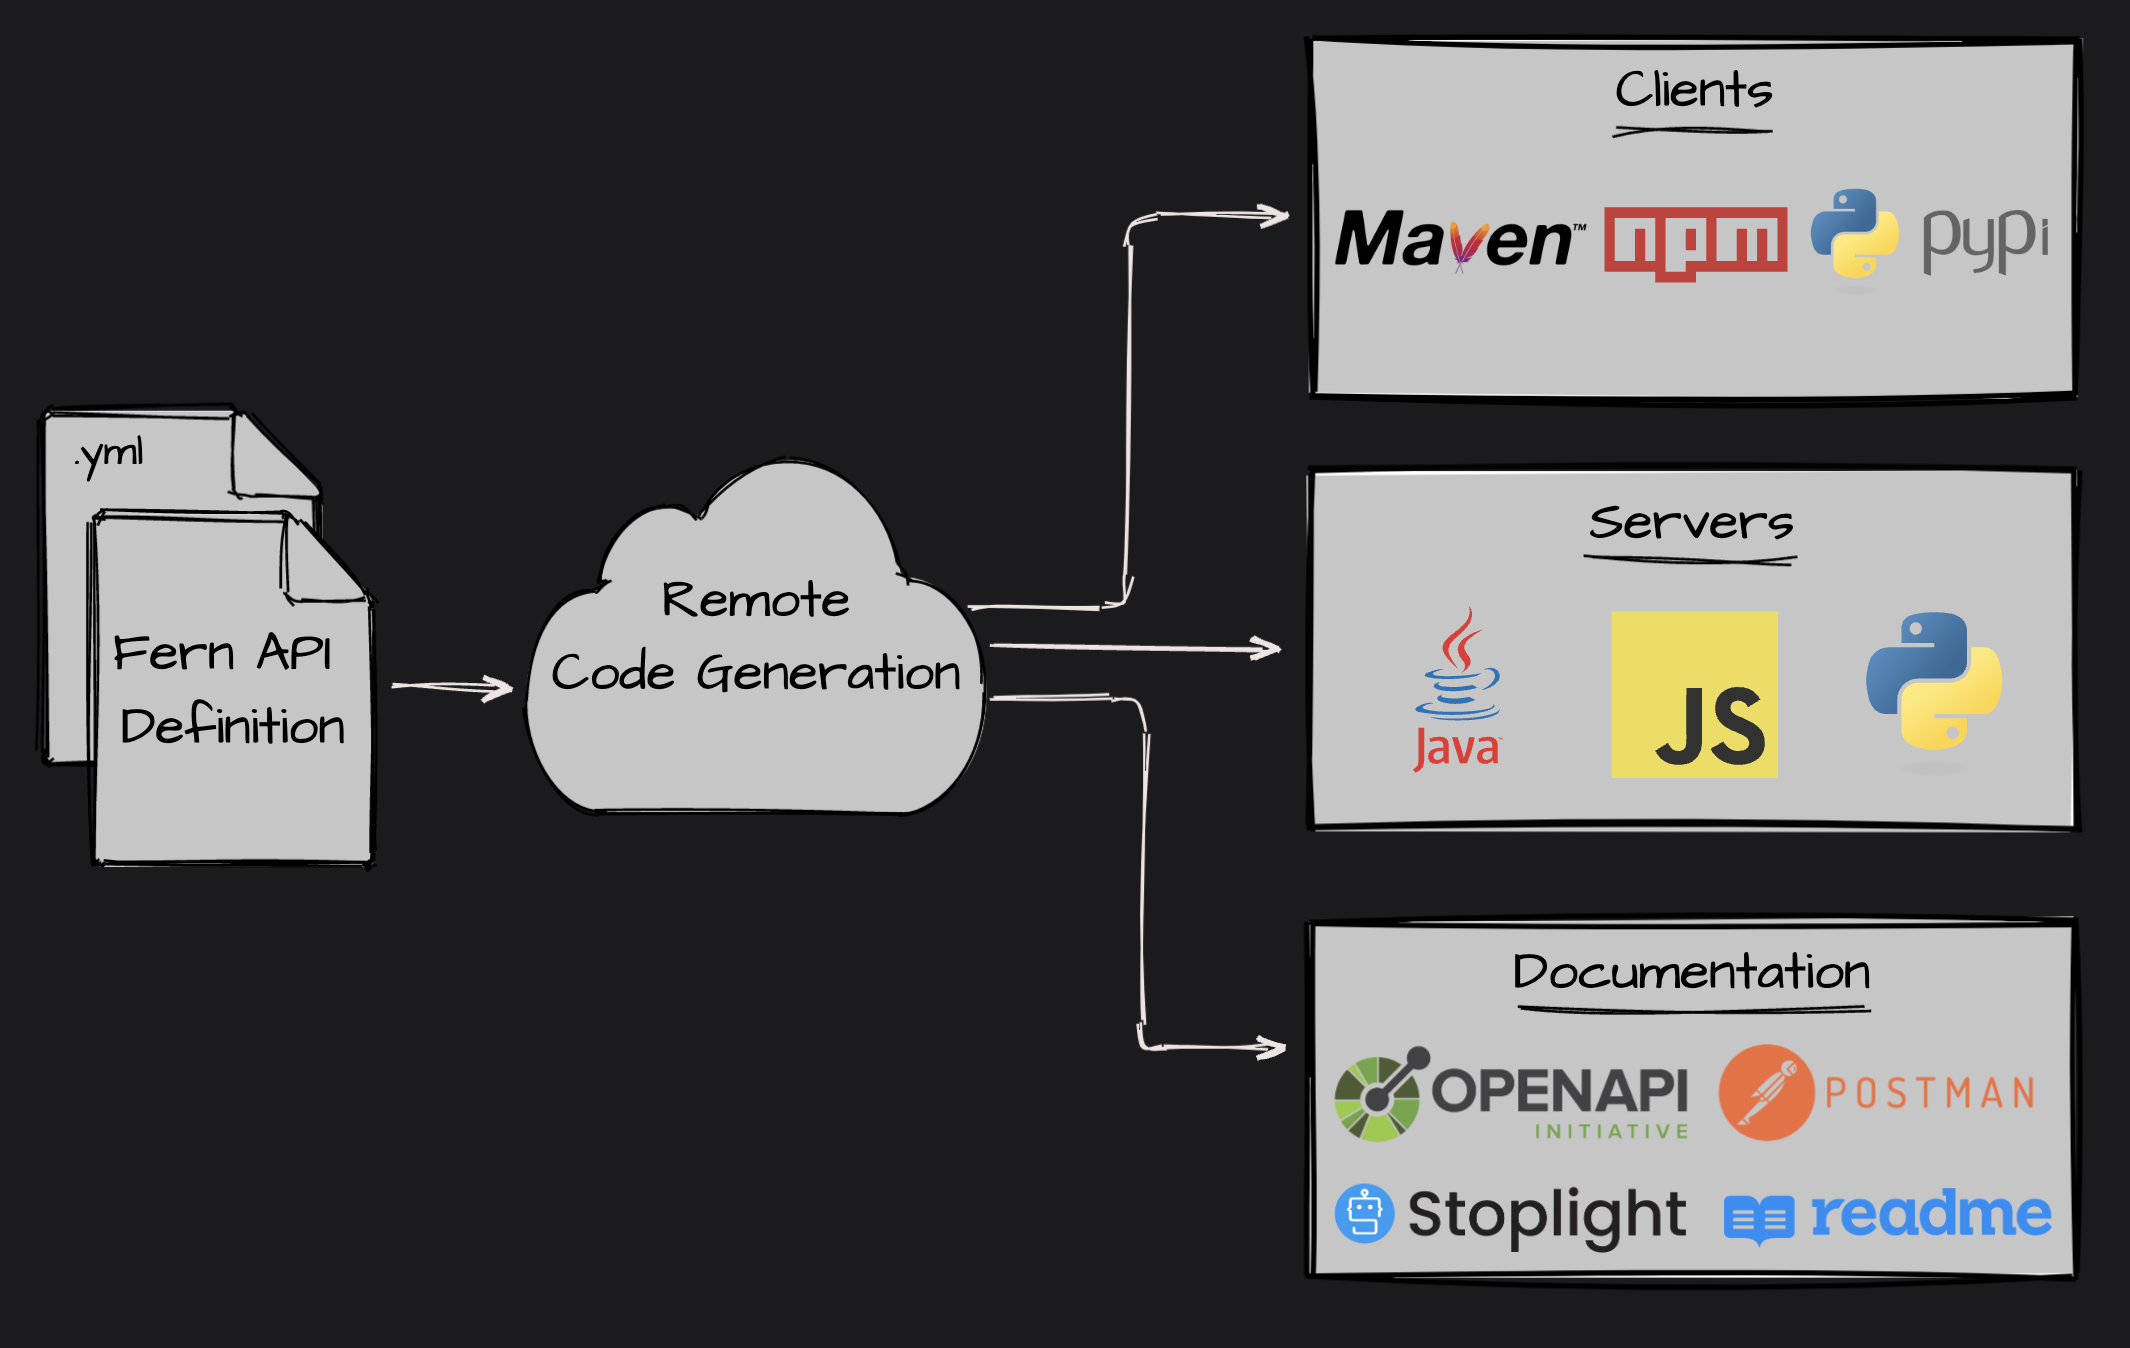 .yml
Fern API
Definition
Remote
Code Generation
Clients
Maven™ npm pypi
Servers
Java JS
Documentation
OPENAPI
INITIATIVE
POSTMAN
Stoplight readme